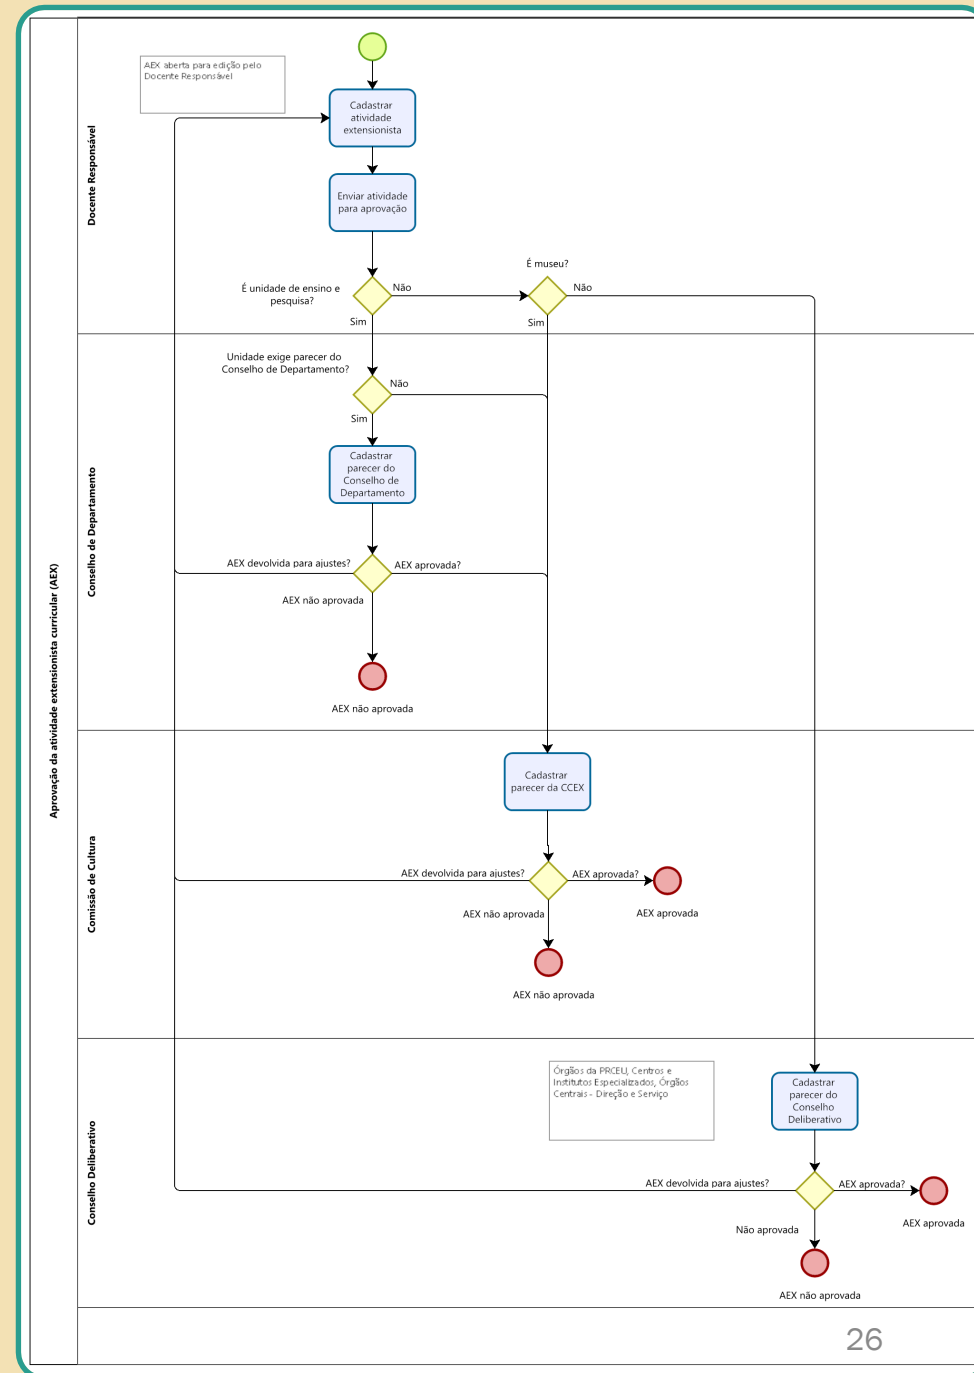 Aprovação da atividade extensionista curricular (AEX)
Docente Responsável
AEX aberta para edição pelo
Docente Responsável
Cadastrar
atividade
extensionista
Enviar atividade
para aprovação
É museu?
É unidade de ensino e
pesquisa?
Não
Não
Sim
Sim
Conselho de Departamento
Unidade exige parecer do
Conselho de Departamento?
Não
Sim
Cadastrar
parecer do
Conselho de
Departamento
AEX devolvida para ajustes?
AEX aprovada?
AEX não aprovada
AEX não aprovada
Comissão de Cultura
Cadastrar
parecer da CCEX
AEX devolvida para ajustes?
AEX aprovada?
AEX não aprovada
AEX aprovada
AEX não aprovada
Conselho Deliberativo
Órgãos da PRCEU, Centros e
Institutos Especializados, Órgãos
Centrais - Direção e Serviço
Cadastrar
parecer do
Conselho
Deliberativo
AEX devolvida para ajustes?
AEX aprovada?
Não aprovada
AEX aprovada
AEX não aprovada
26